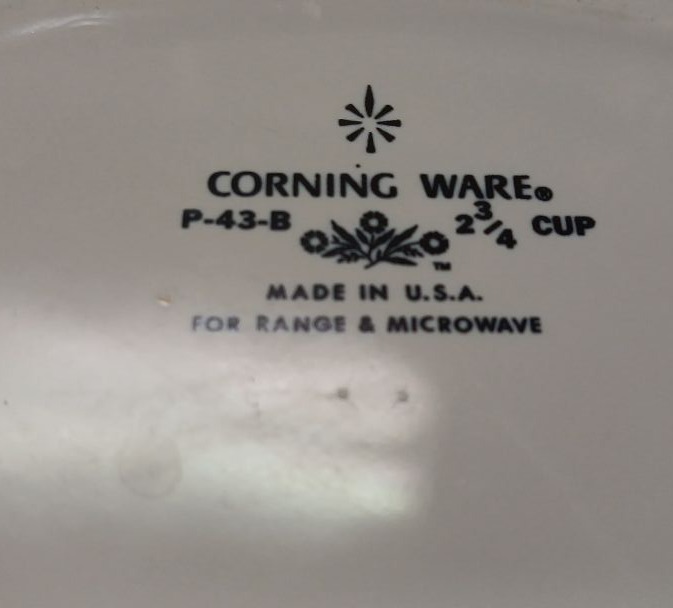 CORNING WARE®
P-43-B 2 3/4 CUP
TM
MADE IN U.S.A.
FOR RANGE & MICROWAVE